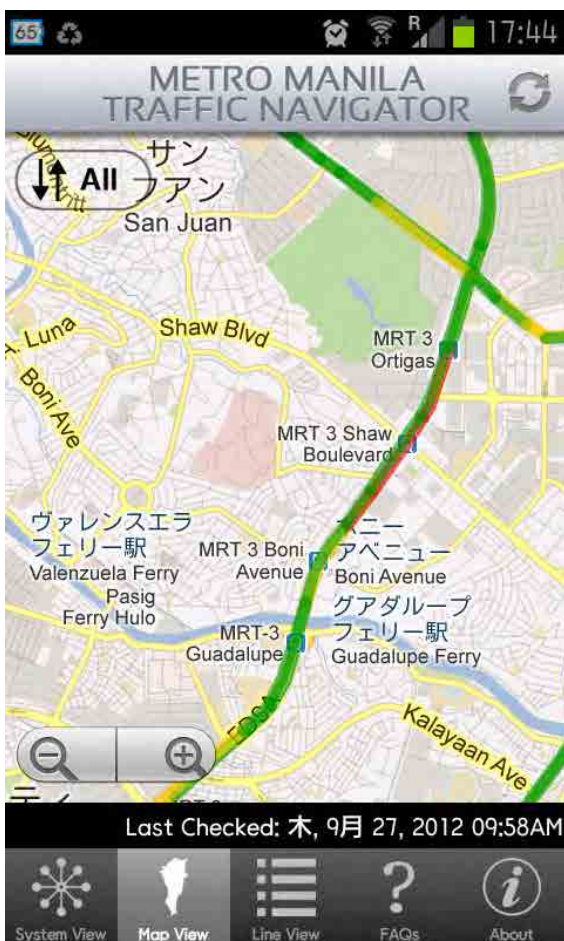 65
R
17:44
METRO MANILA
TRAFFIC NAVIGATOR
All
サン
フアン
San Juan
Luna
Shaw Blvd
MRT 3
Ortigas
Boni Ave
MRT 3 Shaw
Boulevard
ヴァレンスエラ
フェリー駅
Valenzuela Ferry
Pasig
Ferry Hulo
MRT 3 Boni
Avenue
アベニュー
Boni Avenue
グアダループ
フェリー駅
Guadalupe Ferry
MRT-3
Guadalupe
EDSA
Kalayaan Ave
Last Checked: 木, 9月 27, 2012 09:58AM
System View
Map View
Line View
FAQs
About